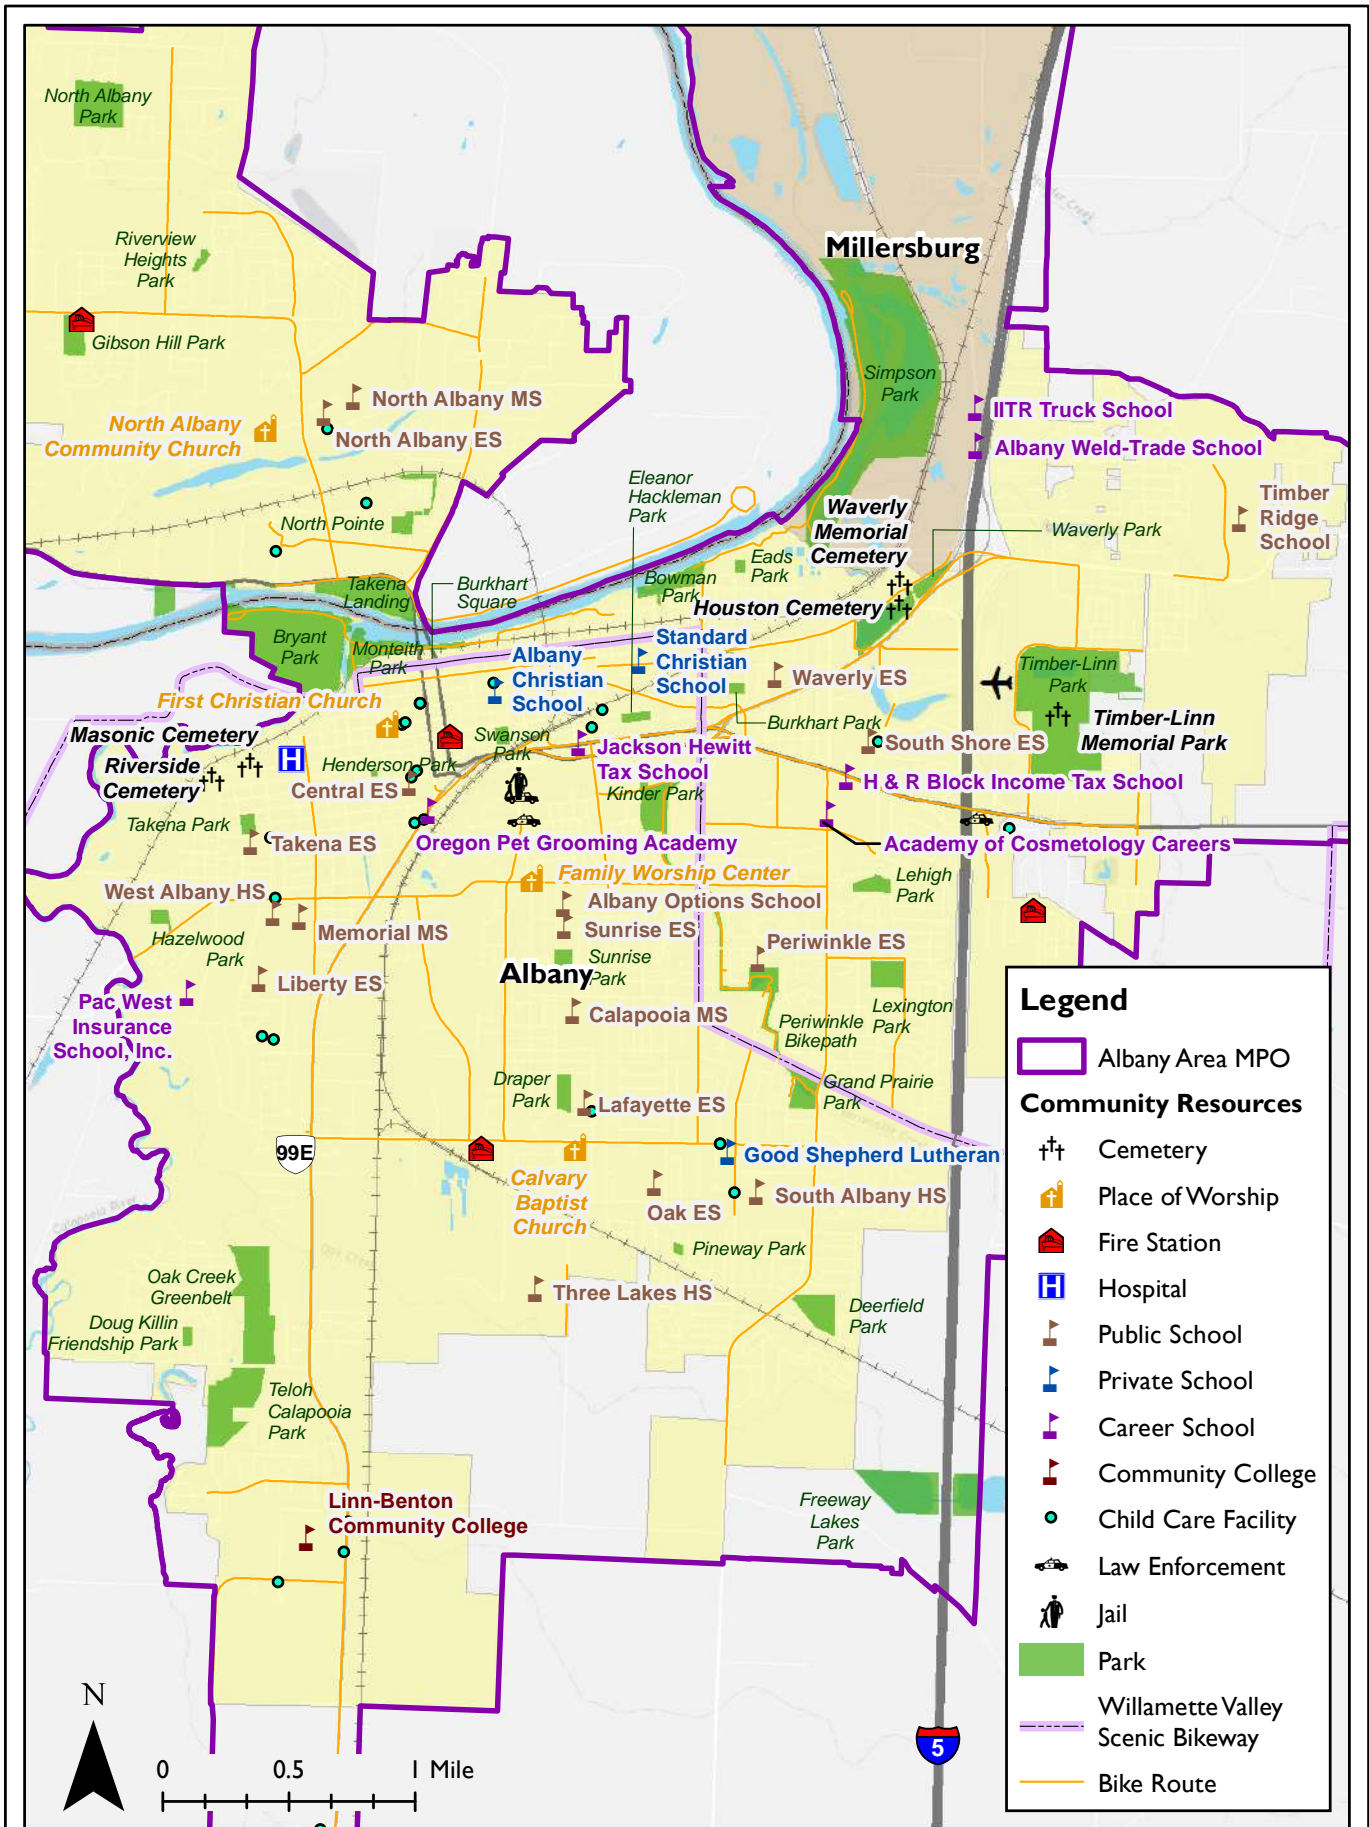 North Albany
Park
Millersburg
Riverview
Heights
Park
Gibson Hill Park
Simpson
Park
North Albany MS
IITR Truck School
North Albany
Community Church
North Albany ES
Albany Weld-Trade School
Eleanor
Hackleman
Park
Timber
Ridge
School
Waverly
Memorial
Cemetery
North Pointe
Waverly Park
Eads
Park
Takena
Landing
Burkhart
Square
Bowman
Park
Houston Cemetery
Bryant
Park
Monteith
Park
Standard
Christian
School
Albany
Christian
School
Waverly ES
Timber-Linn
Park
First Christian Church
Burkhart Park
Timber-Linn
Memorial Park
Masonic Cemetery
Swanson
Park
South Shore ES
Jackson Hewitt
Tax School
Riverside
Cemetery
H
Henderson Park
Central ES
Kinder Park
H & R Block Income Tax School
Takena Park
Takena ES
Oregon Pet Grooming Academy
Academy of Cosmetology Careers
Family Worship Center
Lehigh
Park
West Albany HS
Albany Options School
Memorial MS
Sunrise ES
Hazelwood
Park
Periwinkle ES
Sunrise
Park
Albany
Liberty ES
Pac West
Insurance
School, Inc.
Calapooia MS
Lexington
Park
Periwinkle
Bikepath
Draper
Park
Grand Prairie
Park
Lafayette ES
99E
Good Shepherd Lutheran
Calvary
Baptist
Church
South Albany HS
Oak ES
Calapooia River
Pineway Park
Oak Creek
Greenbelt
Three Lakes HS
Deerfield
Park
Doug Killin
Friendship Park
Teloh
Calapooia
Park
Linn-Benton
Community College
Freeway
Lakes
Park
5
N
0 0.5 1 Mile
Legend
Albany Area MPO
Community Resources
Cemetery
Place of Worship
Fire Station
H Hospital
Public School
Private School
Career School
Community College
Child Care Facility
Law Enforcement
Jail
Park
Willamette Valley
Scenic Bikeway
Bike Route